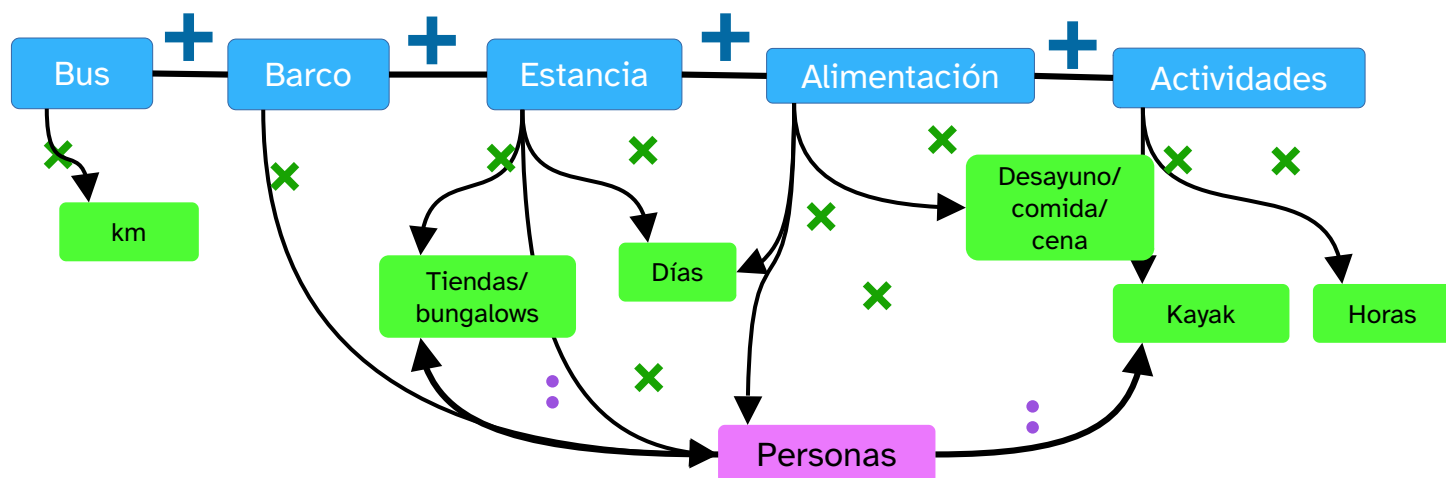 Bus
Barco
Estancia
Alimentación
Actividades
km
Tiendas/
bungalows
Días
Desayuno/
comida/
cena
Kayak
Horas
Personas